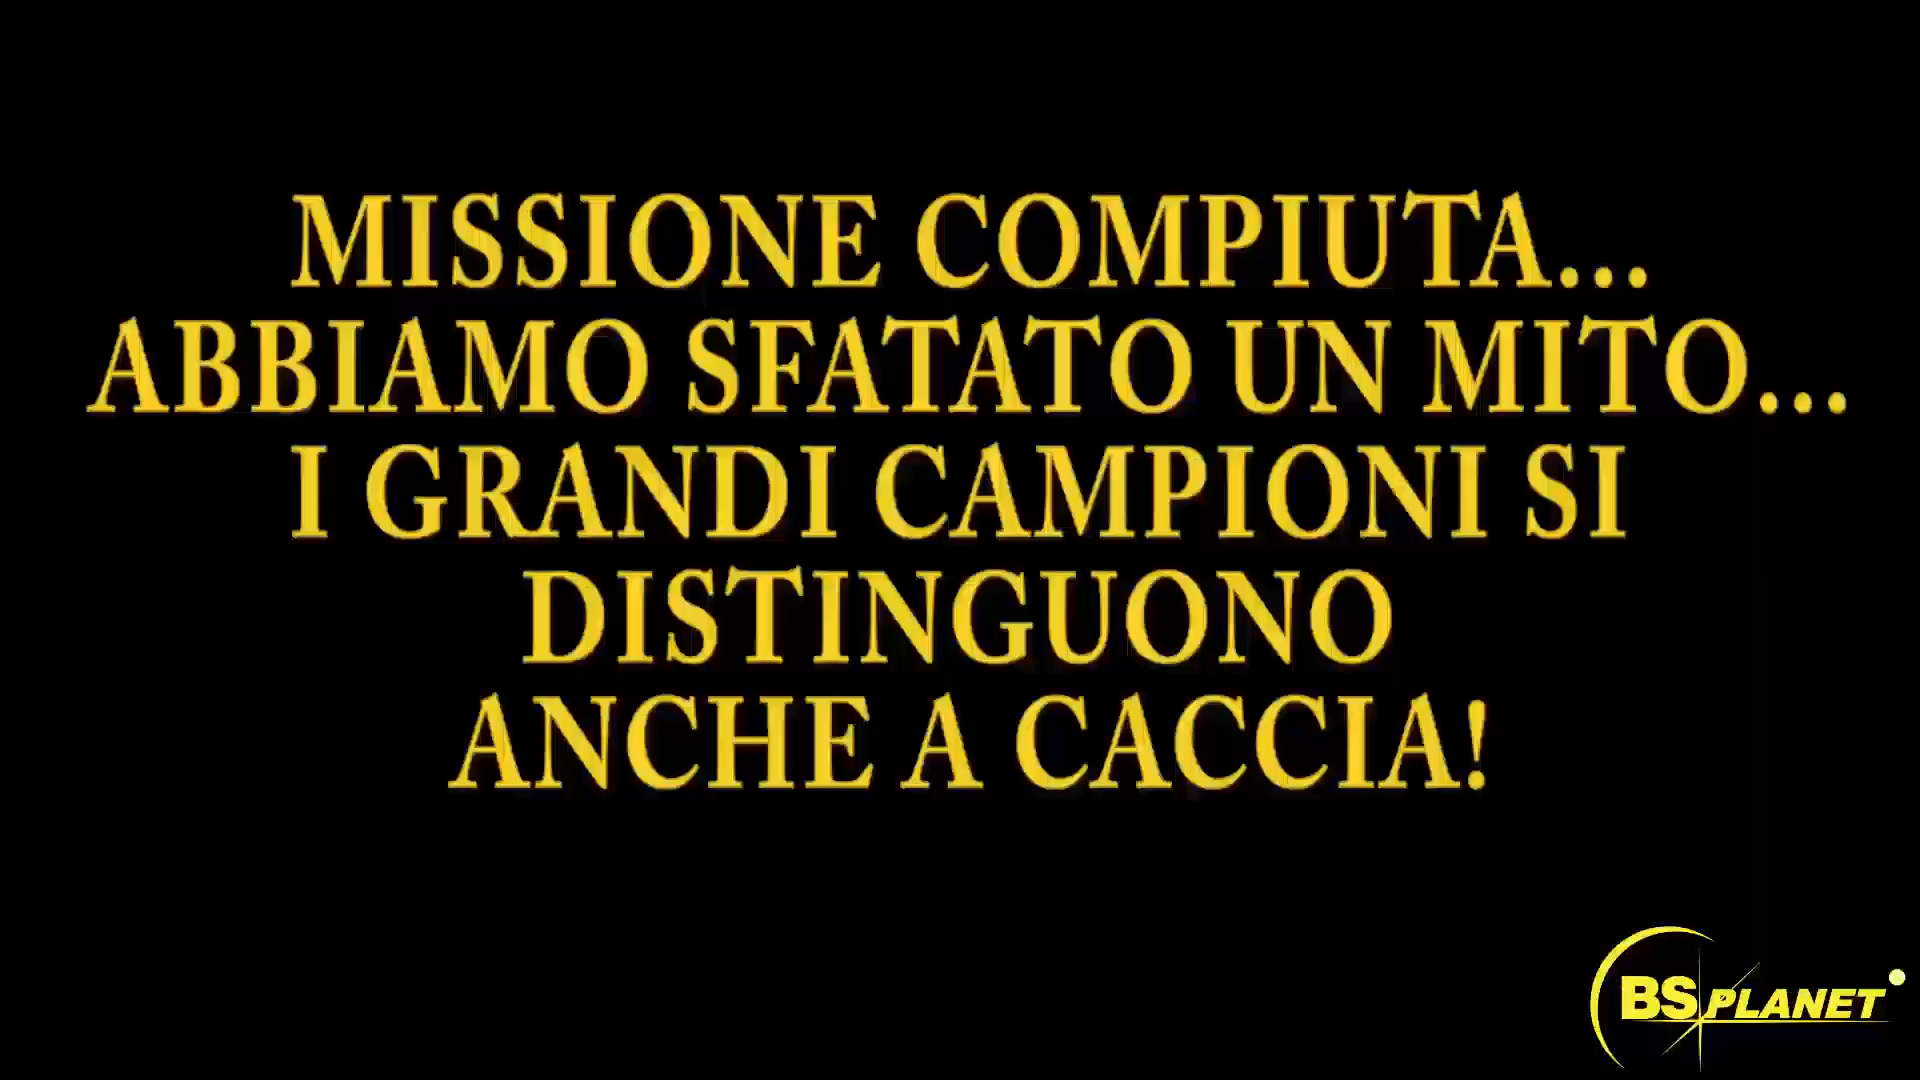 MISSIONE COMPIUTA...
ABBIAMO SFATATO UN MITO...
I GRANDI CAMPIONI SI
DISTINGUONO
ANCHE A CACCIA!
BS PLANET